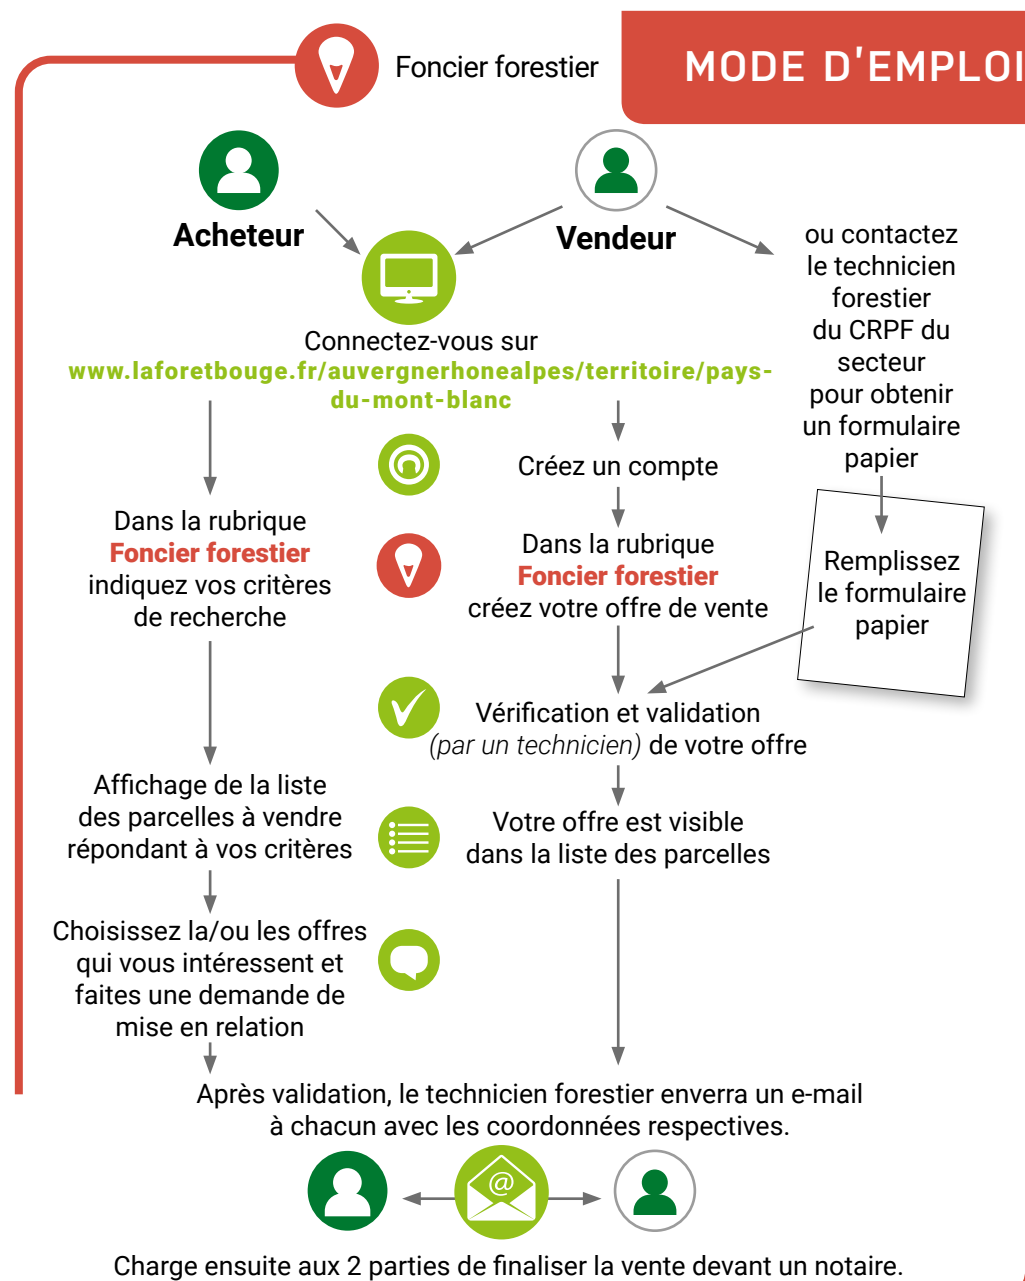 Foncier forestier
MODE D'EMPLOI
Acheteur
Vendeur
ou contactez
le technicien
forestier
du CRPF du
secteur
pour obtenir
un formulaire
papier
Connectez-vous sur
www.laforetbouge.fr/auvergnerhonealpes/territoire/pays-
du-mont-blanc
Dans la rubrique
Foncier forestier
indiquez vos critères
de recherche
Affichage de la liste
des parcelles à vendre
répondant à vos critères
Choisissez la/ou les offres
qui vous intéressent et
faites une demande de
mise en relation
Créez un compte
Dans la rubrique
Foncier forestier
créez votre offre de vente
Remplissez
le formulaire
papier
Vérification et validation
(par un technicien) de votre offre
Votre offre est visible
dans la liste des parcelles
Après validation, le technicien forestier enverra un e-mail
à chacun avec les coordonnées respectives.
@
Charge ensuite aux 2 parties de finaliser la vente devant un notaire.